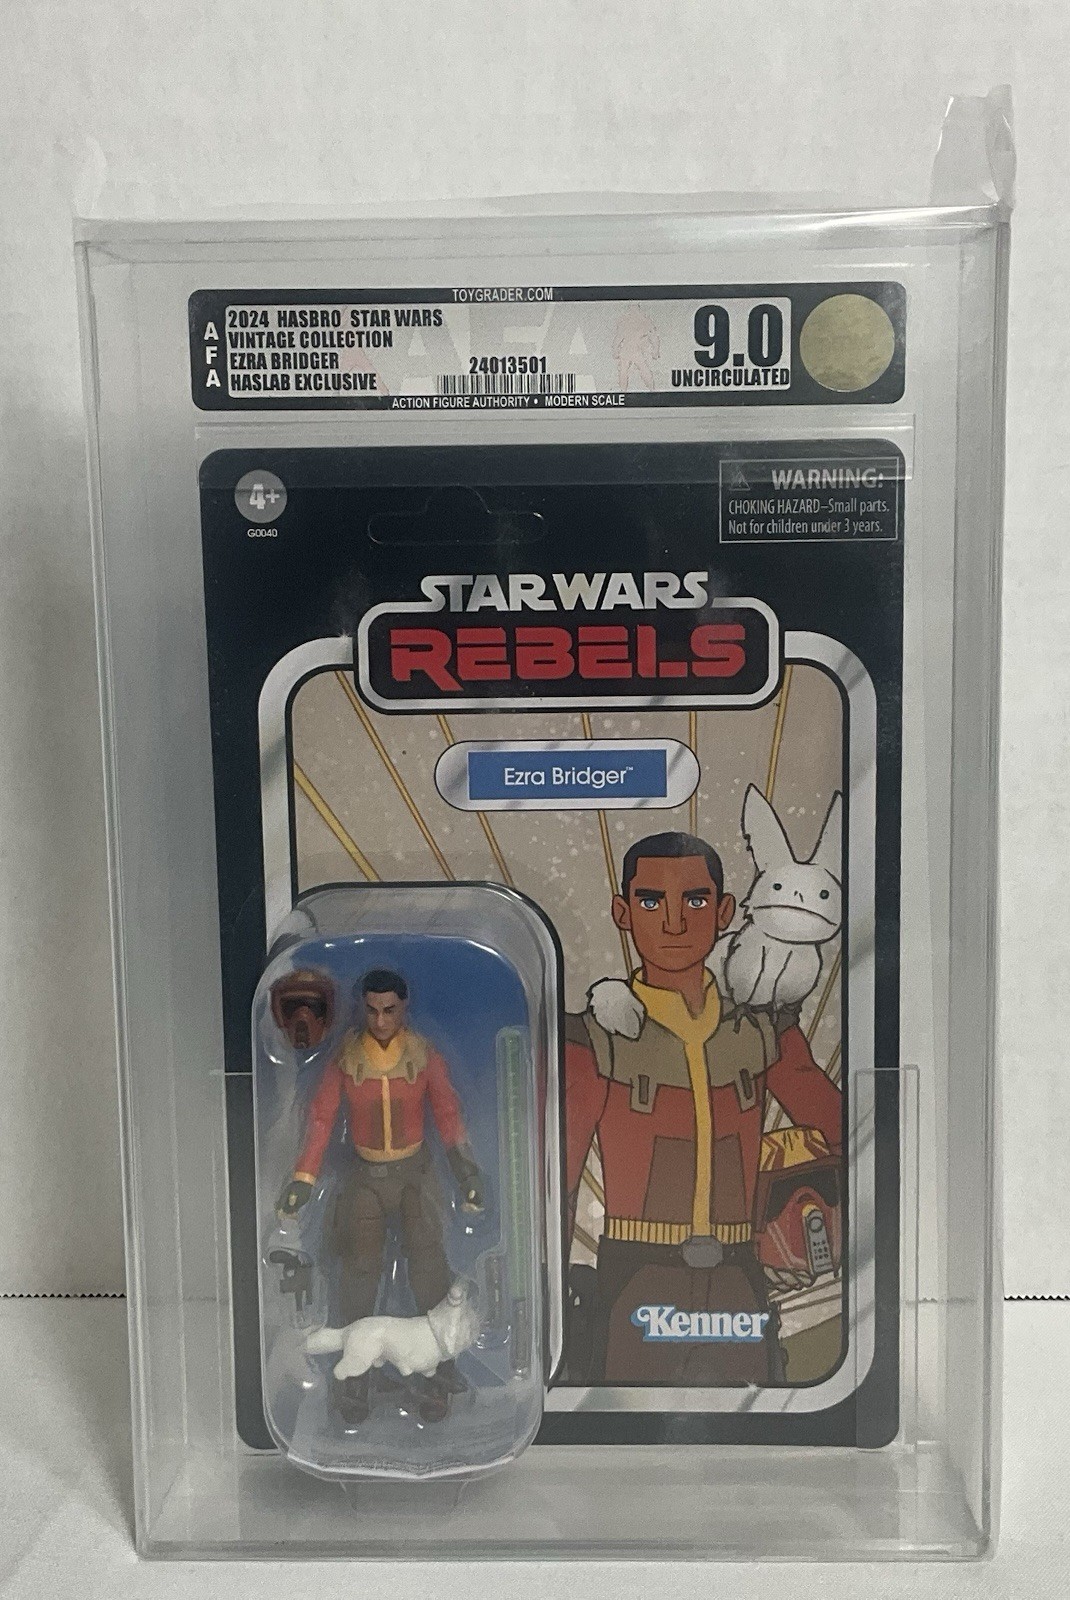 TOYGRADER.COM
AFA
2024 HASBRO STAR WARS
VINTAGE COLLECTION
EZRA BRIDGER
HASLAB EXCLUSIVE
24013501
9.0
UNCIRCULATED
ACTION FIGURE AUTHORITY • MODERN SCALE
4+
G0040
WARNING:
CHOKING HAZARD–Small parts.
Not for children under 3 years.
STAR WARS
REBELS
Ezra Bridger™
Kenner